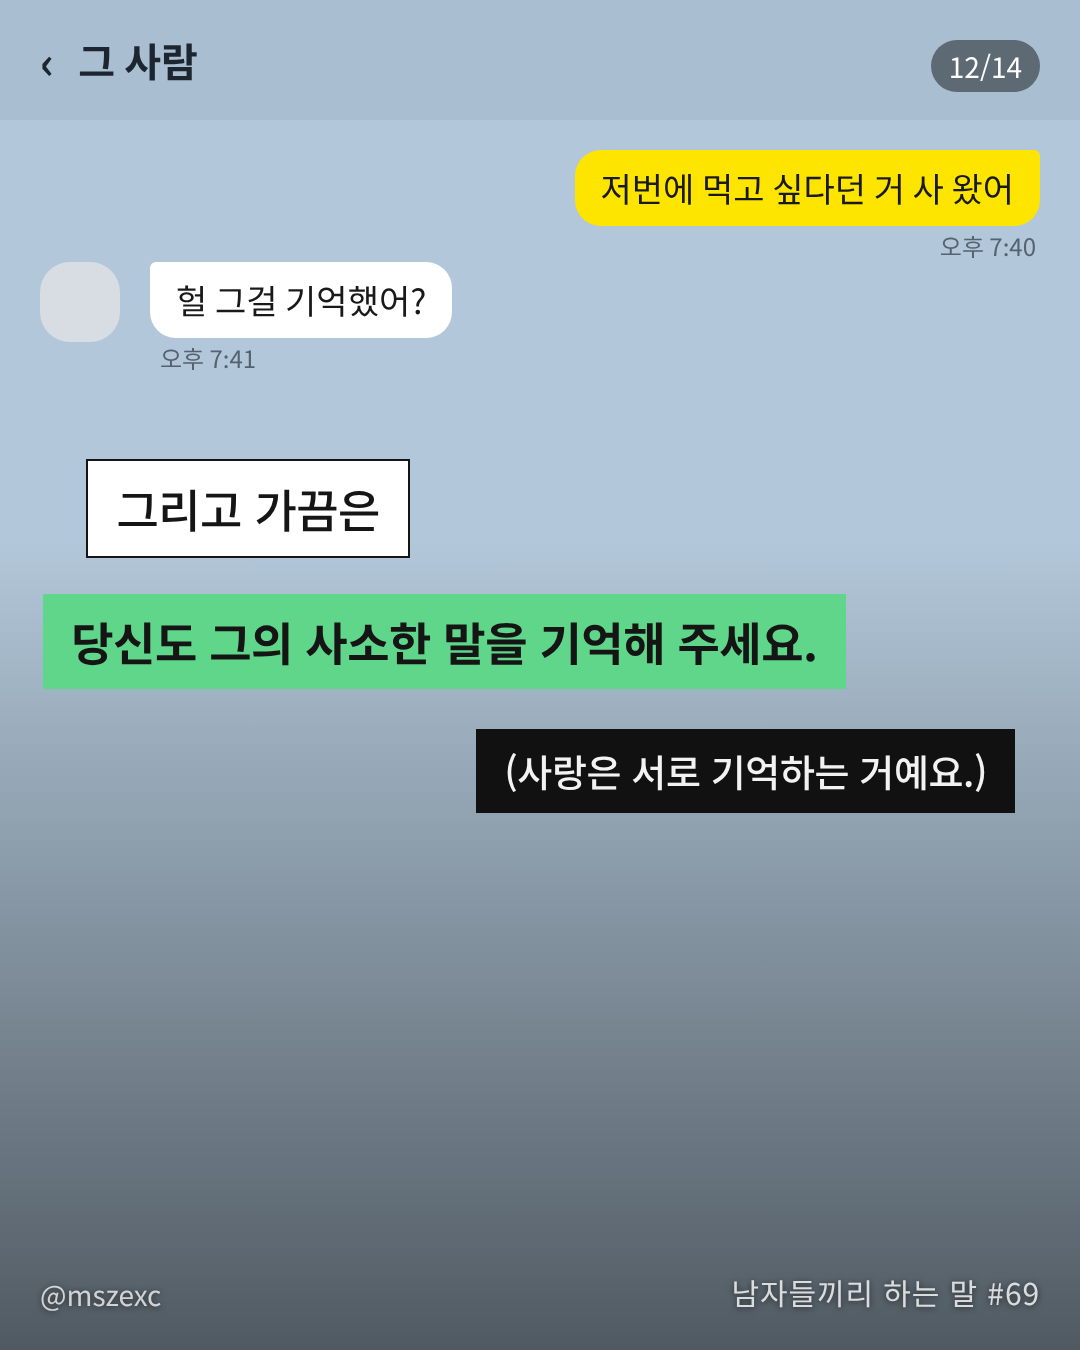 ‹ 그 사람
12/14
저번에 먹고 싶다던 거 사 왔어
오후 7:40
헐 그걸 기억했어?
오후 7:41
그리고 가끔은
당신도 그의 사소한 말을 기억해 주세요.
(사랑은 서로 기억하는 거예요.)
@mszexc
남자들끼리 하는 말 #69